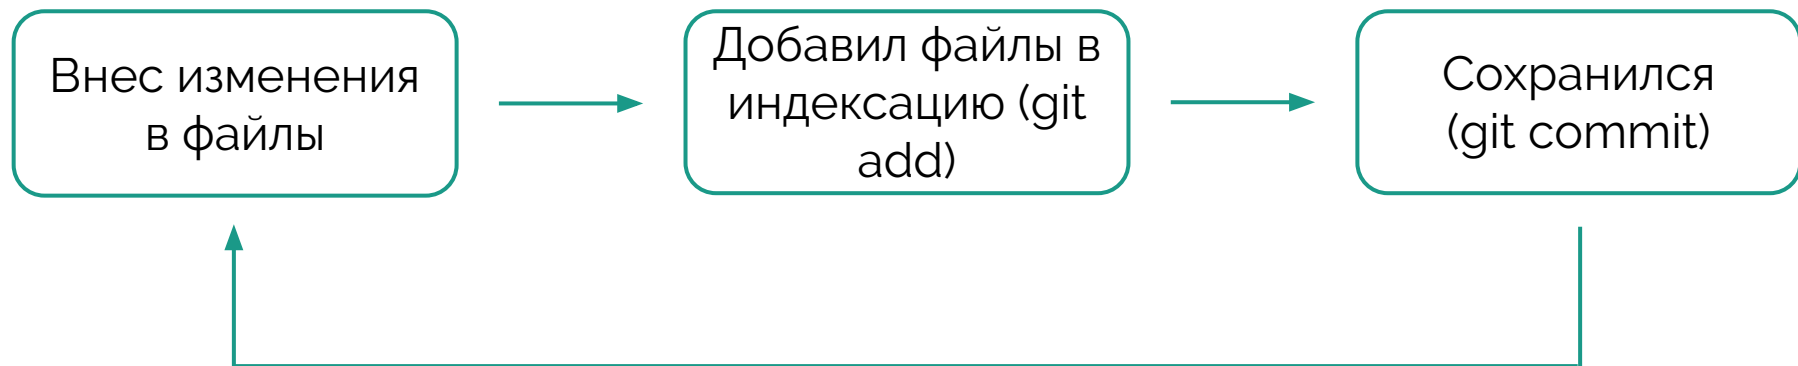 Внес изменения
в файлы
Добавил файлы в
индексацию (git
add)
Сохранился
(git commit)